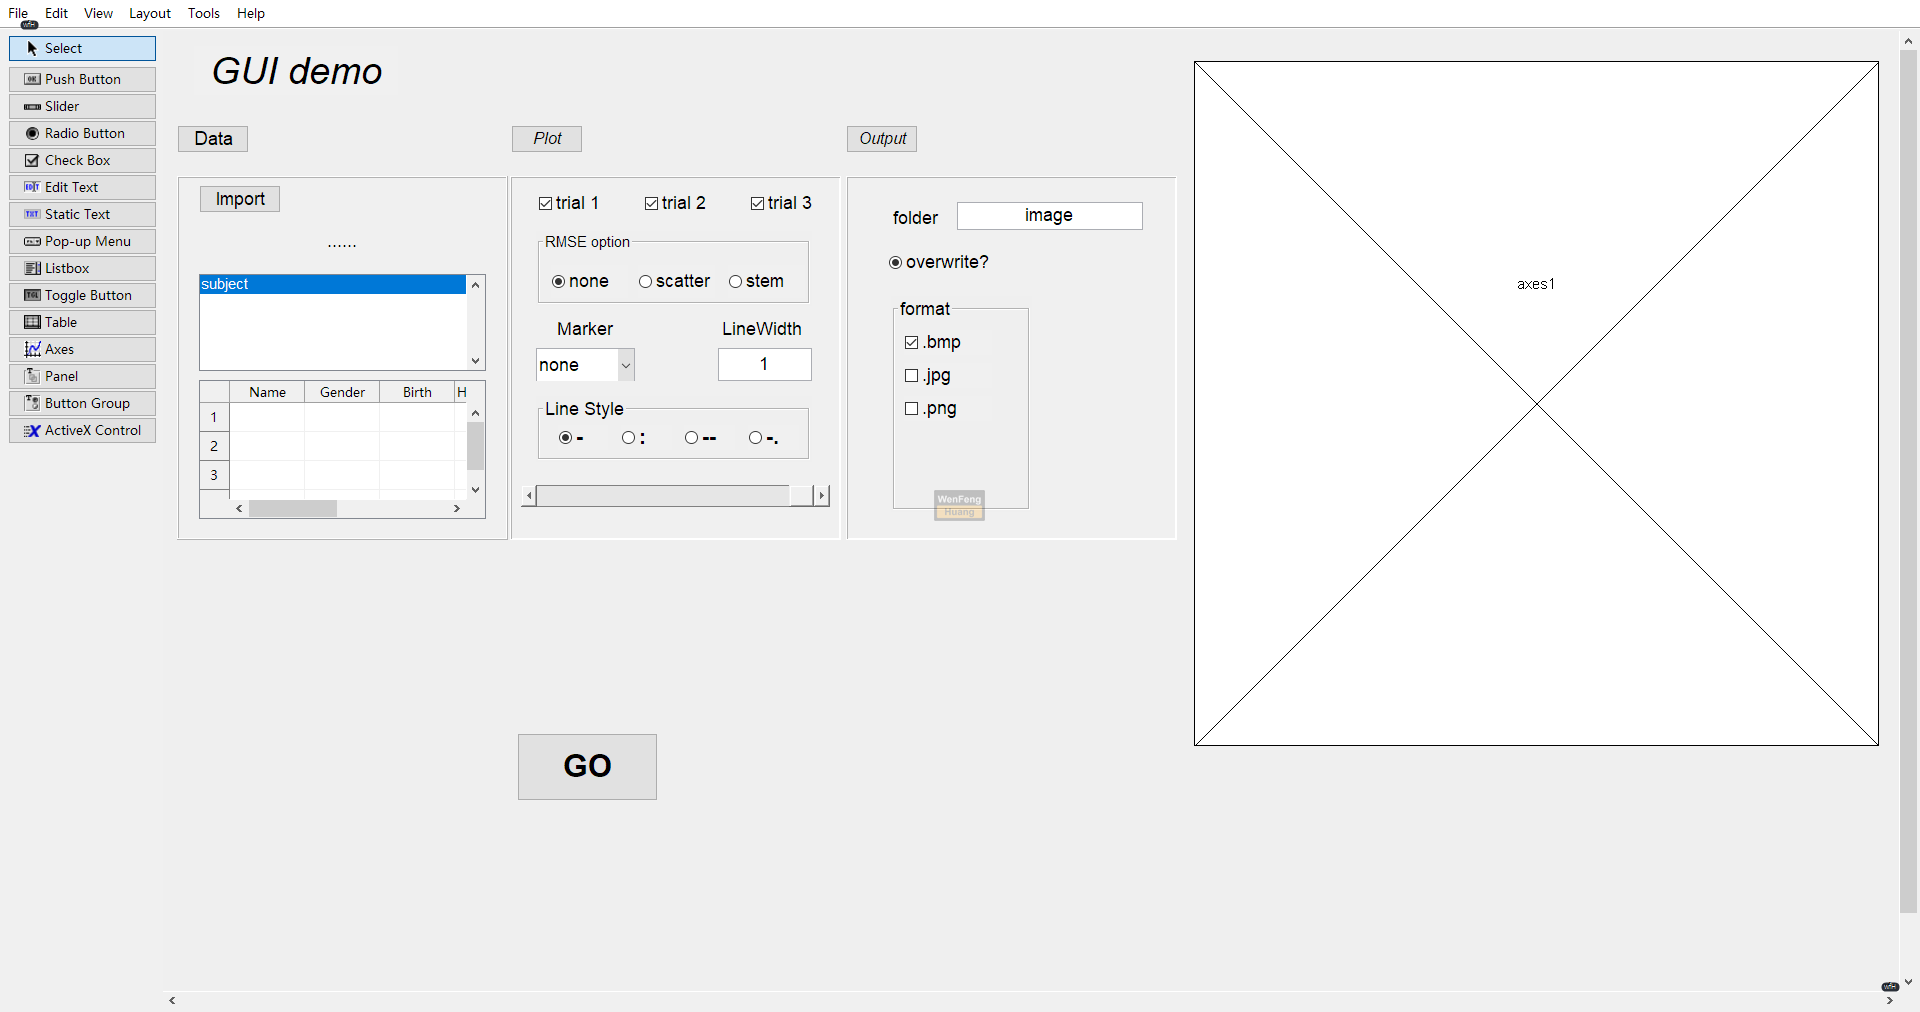 File Edit View Layout Tools Help
Select
Push Button
Slider
Radio Button
Check Box
Edit Text
Static Text
Pop-up Menu
Listbox
Toggle Button
Table
Axes
Panel
Button Group
ActiveX Control
GUI demo
Data
Plot
Output
Import
......
subject
Name Gender Birth H
1
2
3
trial 1 trial 2 trial 3
RMSE option
none scatter stem
Marker LineWidth
none 1
Line Style
- : -- -.
folder image
overwrite?
format
.bmp
.jpg
.png
WenFeng
Huang
axes1
GO